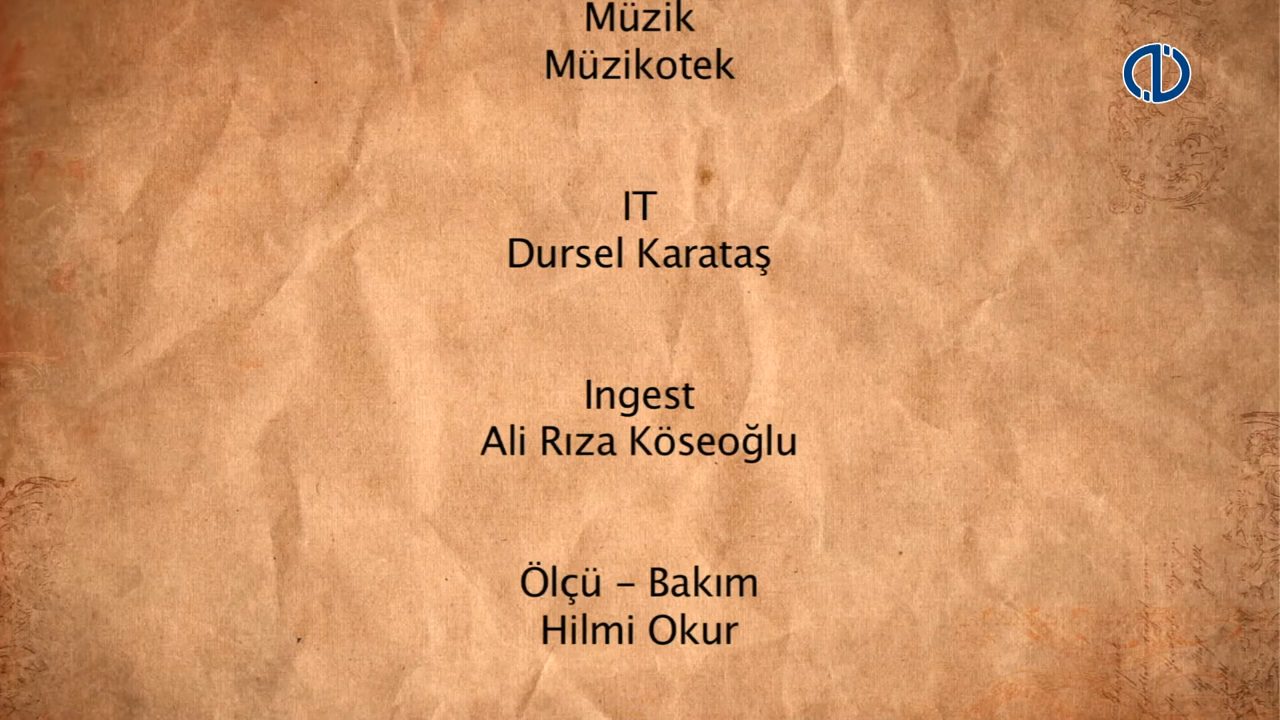 Müzik
Müzikotek
IT
Dursel Karataş
Ingest
Ali Rıza Köseoğlu
Ölçü - Bakım
Hilmi Okur